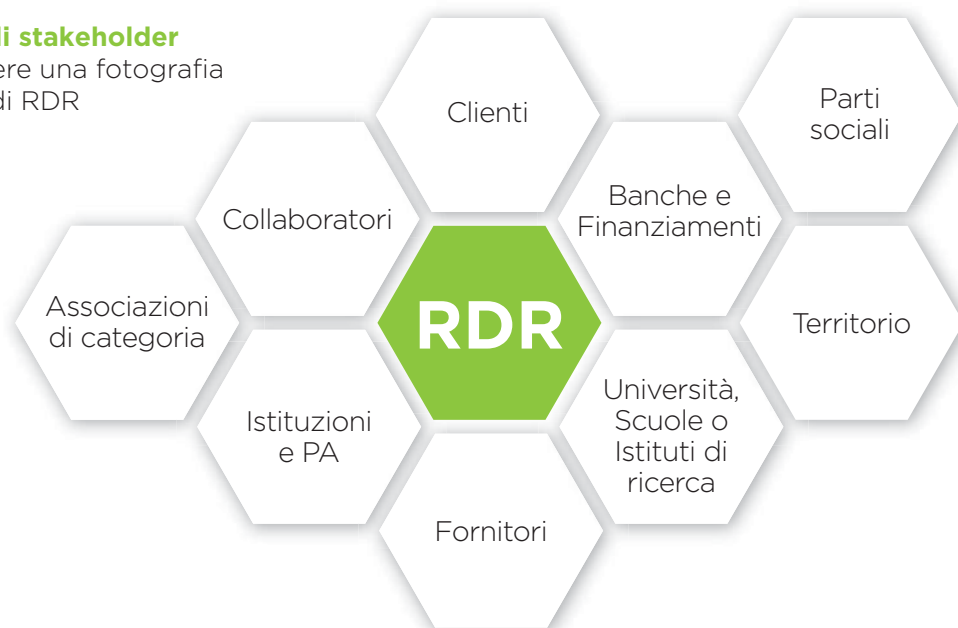 li stakeholder
ere una fotografia
di RDR
Clienti
Parti
sociali
Collaboratori
Banche e
Finanziamenti
Associazioni
di categoria
RDR
Territorio
Istituzioni
e PA
Università,
Scuole o
Istituti di
ricerca
Fornitori